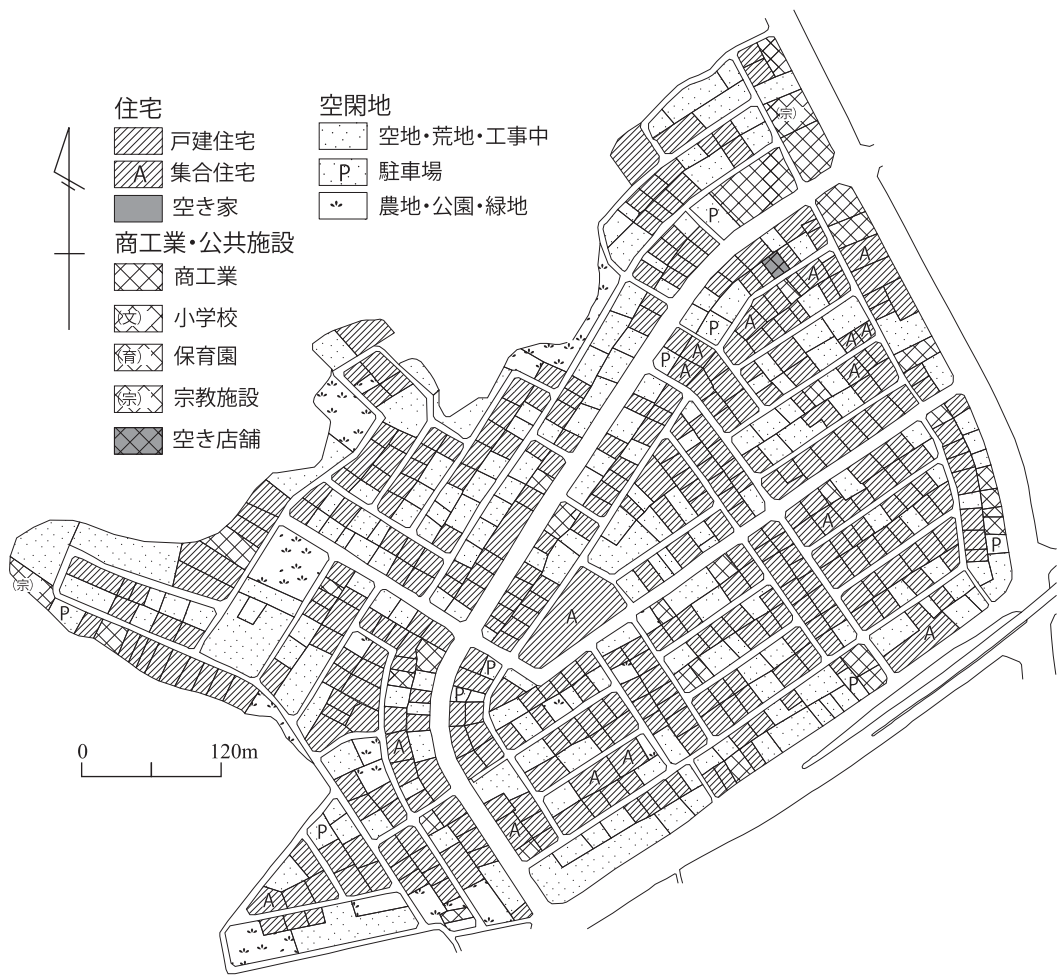 住宅
戸建住宅
A 集合住宅
空き家
商工業・公共施設
商工業
(文) 小学校
(育) 保育園
(宗) 宗教施設
空き店舗
空閑地
空地・荒地・工事中
P 駐車場
農地・公園・緑地
(宗)
P
A
A
P
A
A
P
A
A
A
A
A
P
(宗)
P
A
A
P
P
P
A
A
A
P
A
A
0 120m